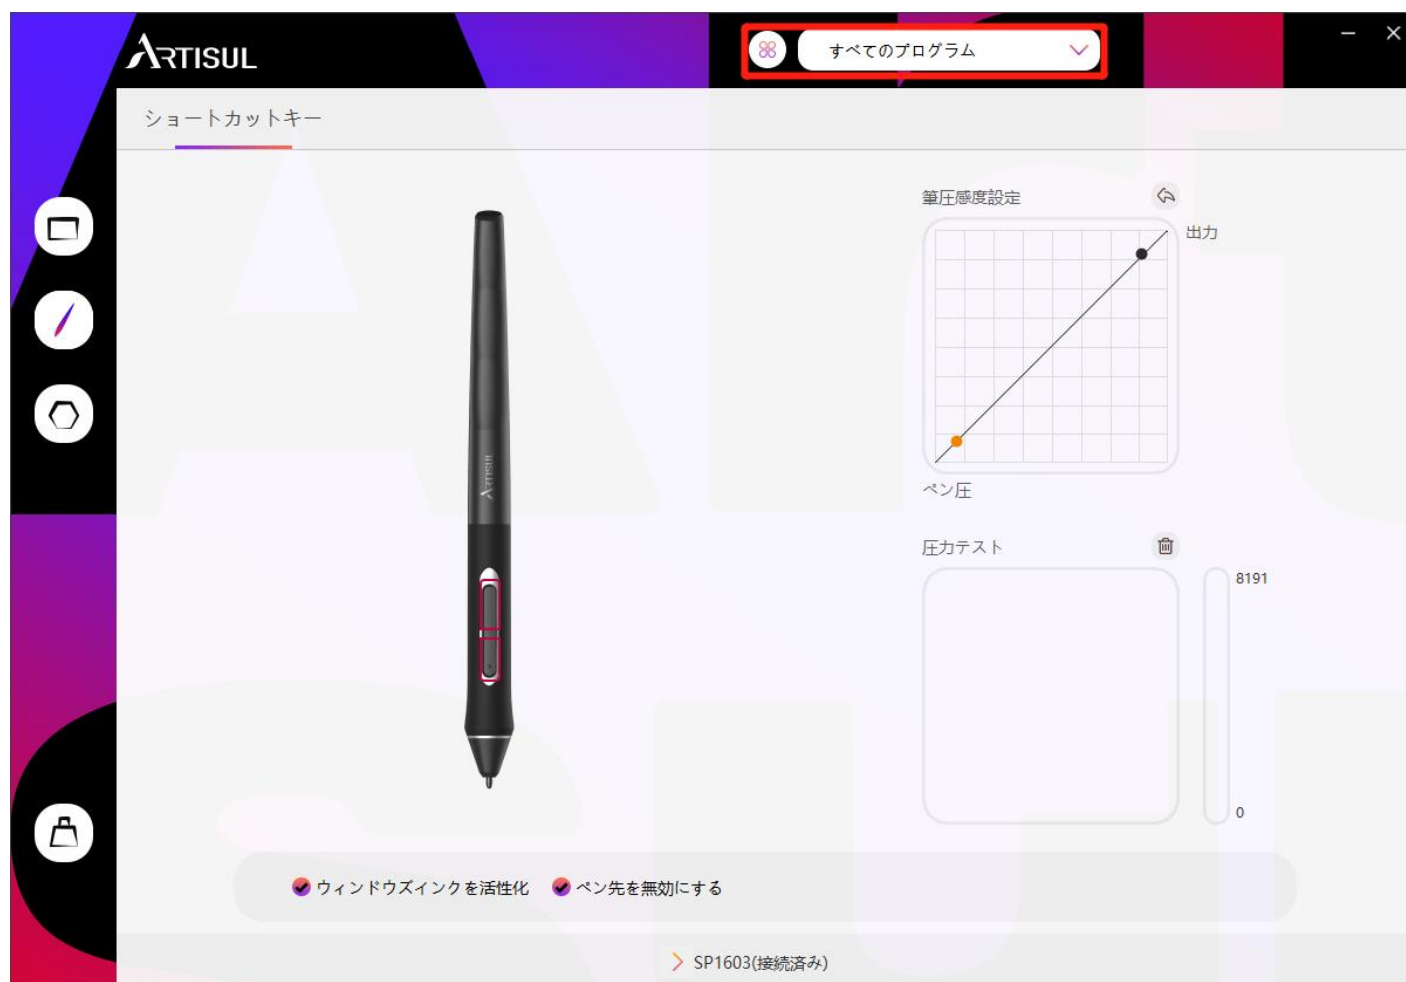 ARTISUL
すべてのプログラム
ショートカットキー
筆圧感度設定
出力
ARTISUL
ペン圧
圧力テスト
8191
0
ウィンドウズインクを活性化 ペン先を無効にする
SP1603(接続済み)